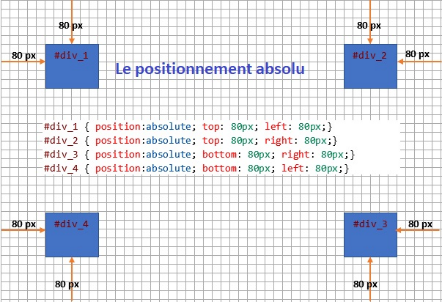 80 px 80 px
80 px #div_1 #div_2 80 px
Le positionnement absolu
#div_1 { position:absolute; top: 80px; left: 80px;}
#div_2 { position:absolute; top: 80px; right: 80px;}
#div_3 { position:absolute; bottom: 80px; right: 80px;}
#div_4 { position:absolute; bottom: 80px; left: 80px;}
80 px #div_4 #div_3 80 px
80 px 80 px